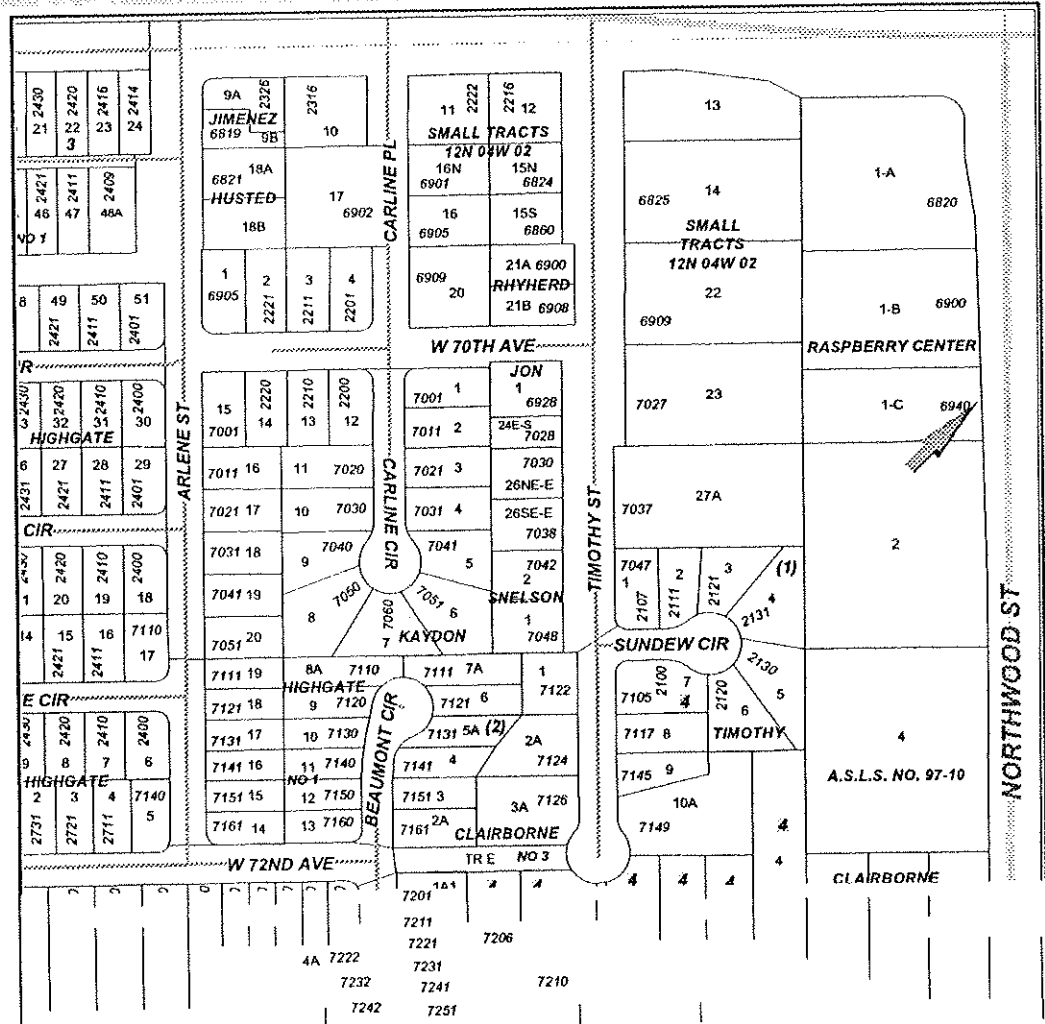 2430 2420 2416 2414
21 22 23 24
3
2421 2411 2409
46 47 48A
NO 1
8 49 50 51
2421 2411 2401
2430 2420 2410 2400
3 32 31 30
HIGHGATE
6 27 28 29
2431 2421 2411 2401
CIR
2420 2410 2400
1 20 19 18
14 15 16 7110
2421 2411 17
E CIR
2430 2420 2410 2400
9 8 7 6
HIGHGATE
2 3 4 7140
2731 2721 2711 5
ARLENE ST
9A 2326 2316
JIMENEZ
6819 9B 10
18A
6821
HUSTED
17
6902
18B
1 2 3 4
6905 2221 2211 2201
CARLINE PL
11 2222 2216 12
SMALL TRACTS
12N 04W 02
16N 15N
6901 6824
16 15S
6905 6860
6909 21A 6900
20 RHYHERD
21B 6908
W 70TH AVE
15 2220 2210 2200
7001 14 13 12
7011 16 11 7020
7021 17 10 7030
7031 18 9 7040
7041 19 8 7050
7051 20
CARLINE CIR
7060
7
KAYDON
7001 1
7011 2
7021 3
7031 4
7041 5
7051 6
JON
1
6928
24E-S
7028
7030
26NE-E
26SE-E
7038
7042
2
SNELSON
1
7048
TIMOTHY ST
13
6825 14
SMALL
TRACTS
12N 04W 02
22
6909
7027 23
7037 27A
7047 2 3 (1)
1 4
2107 2111 2121 2131
SUNDEW CIR
2130
5
7105 2100 7 2120 6
4
7117 8 TIMOTHY
7145 9
10A
7149
4
4
1-A
6820
1-B 6900
RASPBERRY CENTER
1-C 6940
2
4
A.S.L.S. NO. 97-10
NORTHWOOD ST
7111 19 8A 7110
HIGHGATE
7121 18 9 7120
7131 17 10 7130
7141 16 11 7140
NO 1
7151 15 12 7150
7161 14 13 7160
BEAUMONT CIR
7111 7A 1
7121 6 7122
7131 5A (2) 2A
7141 4 7124
7151 3 3A 7126
7161 2A CLAIRBORNE
TR E NO 3
W 72ND AVE
4 4 4 CLAIRBORNE
7201
7211
7221 7206
4A 7222 7231
7232 7241 7210
7242 7251